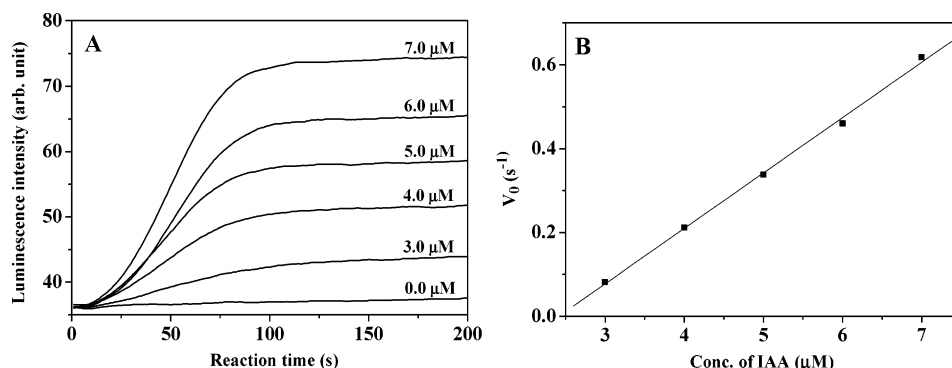 A
Luminescence intensity (arb. unit)
80
70
60
50
40
7.0 μM
6.0 μM
5.0 μM
4.0 μM
3.0 μM
0.0 μM
0
50
100
150
200
Reaction time (s)
B
V0 (s-1)
0.6
0.4
0.2
0.0
3
4
5
6
7
Conc. of IAA (μM)